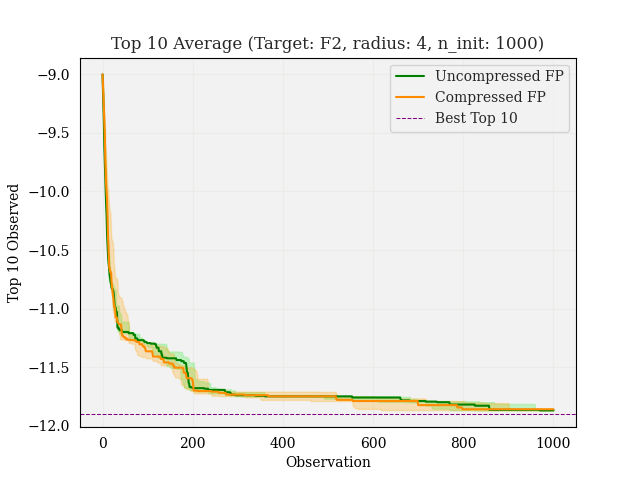 Top 10 Average (Target: F2, radius: 4, n_init: 1000)
Uncompressed FP
Compressed FP
Best Top 10
Top 10 Observed
−9.0
−9.5
−10.0
−10.5
−11.0
−11.5
−12.0
0 200 400 600 800 1000
Observation